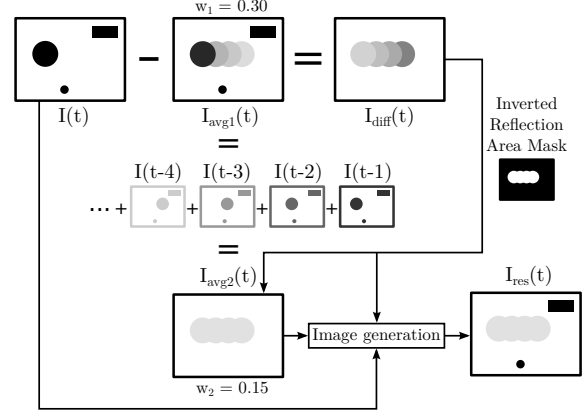 w₁ = 0.30
I(t)
I_avg1(t)
I_diff(t)
Inverted
Reflection
Area Mask
=
I(t-4) I(t-3) I(t-2) I(t-1)
... + + + +
=
I_avg2(t)
I_res(t)
Image generation
w₂ = 0.15